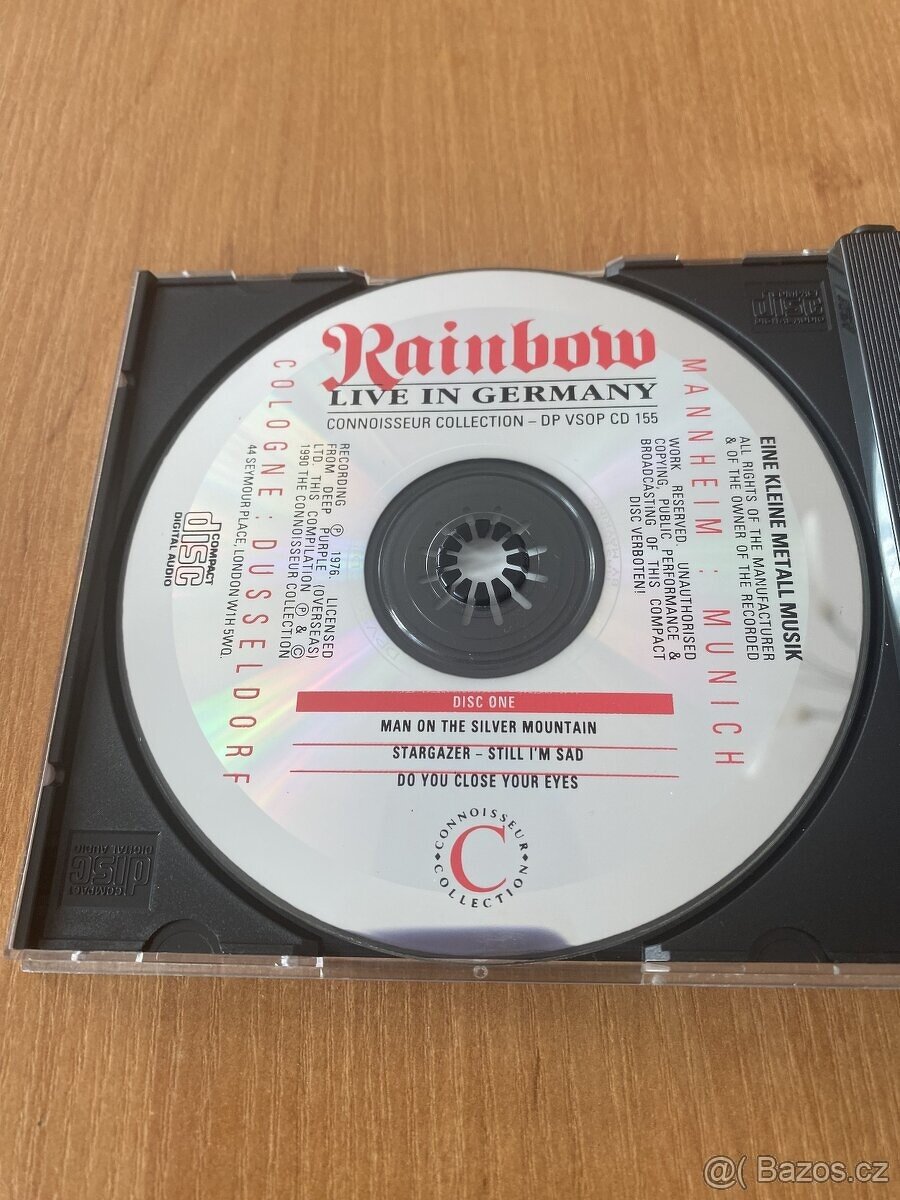 Rainbow
LIVE IN GERMANY
CONNOISSEUR COLLECTION – DP VSOP CD 155
COLOGNE : DUSSELDORF
MANNHEIM : MUNICH
EINE KLEINE METALL MUSIK
ALL RIGHTS OF THE MANUFACTURER
& OF THE OWNER OF THE RECORDED
WORK RESERVED. UNAUTHORISED
COPYING, PUBLIC PERFORMANCE &
BROADCASTING OF THIS COMPACT
DISC VERBOTEN!
RECORDING ℗ 1976. LICENSED
FROM DEEP PURPLE (OVERSEAS)
LTD. THIS COMPILATION ℗ & ©
1990 THE CONNOISSEUR COLLECTION
44 SEYMOUR PLACE, LONDON W1H 5WQ.
COMPACT
disc
DIGITAL AUDIO
DISC ONE
MAN ON THE SILVER MOUNTAIN
STARGAZER – STILL I'M SAD
DO YOU CLOSE YOUR EYES
CONNOISSEUR
C
COLLECTION
COMPACT
disc
DIGITAL AUDIO
COMPACT
disc
DIGITAL AUDIO
@( Bazos.cz